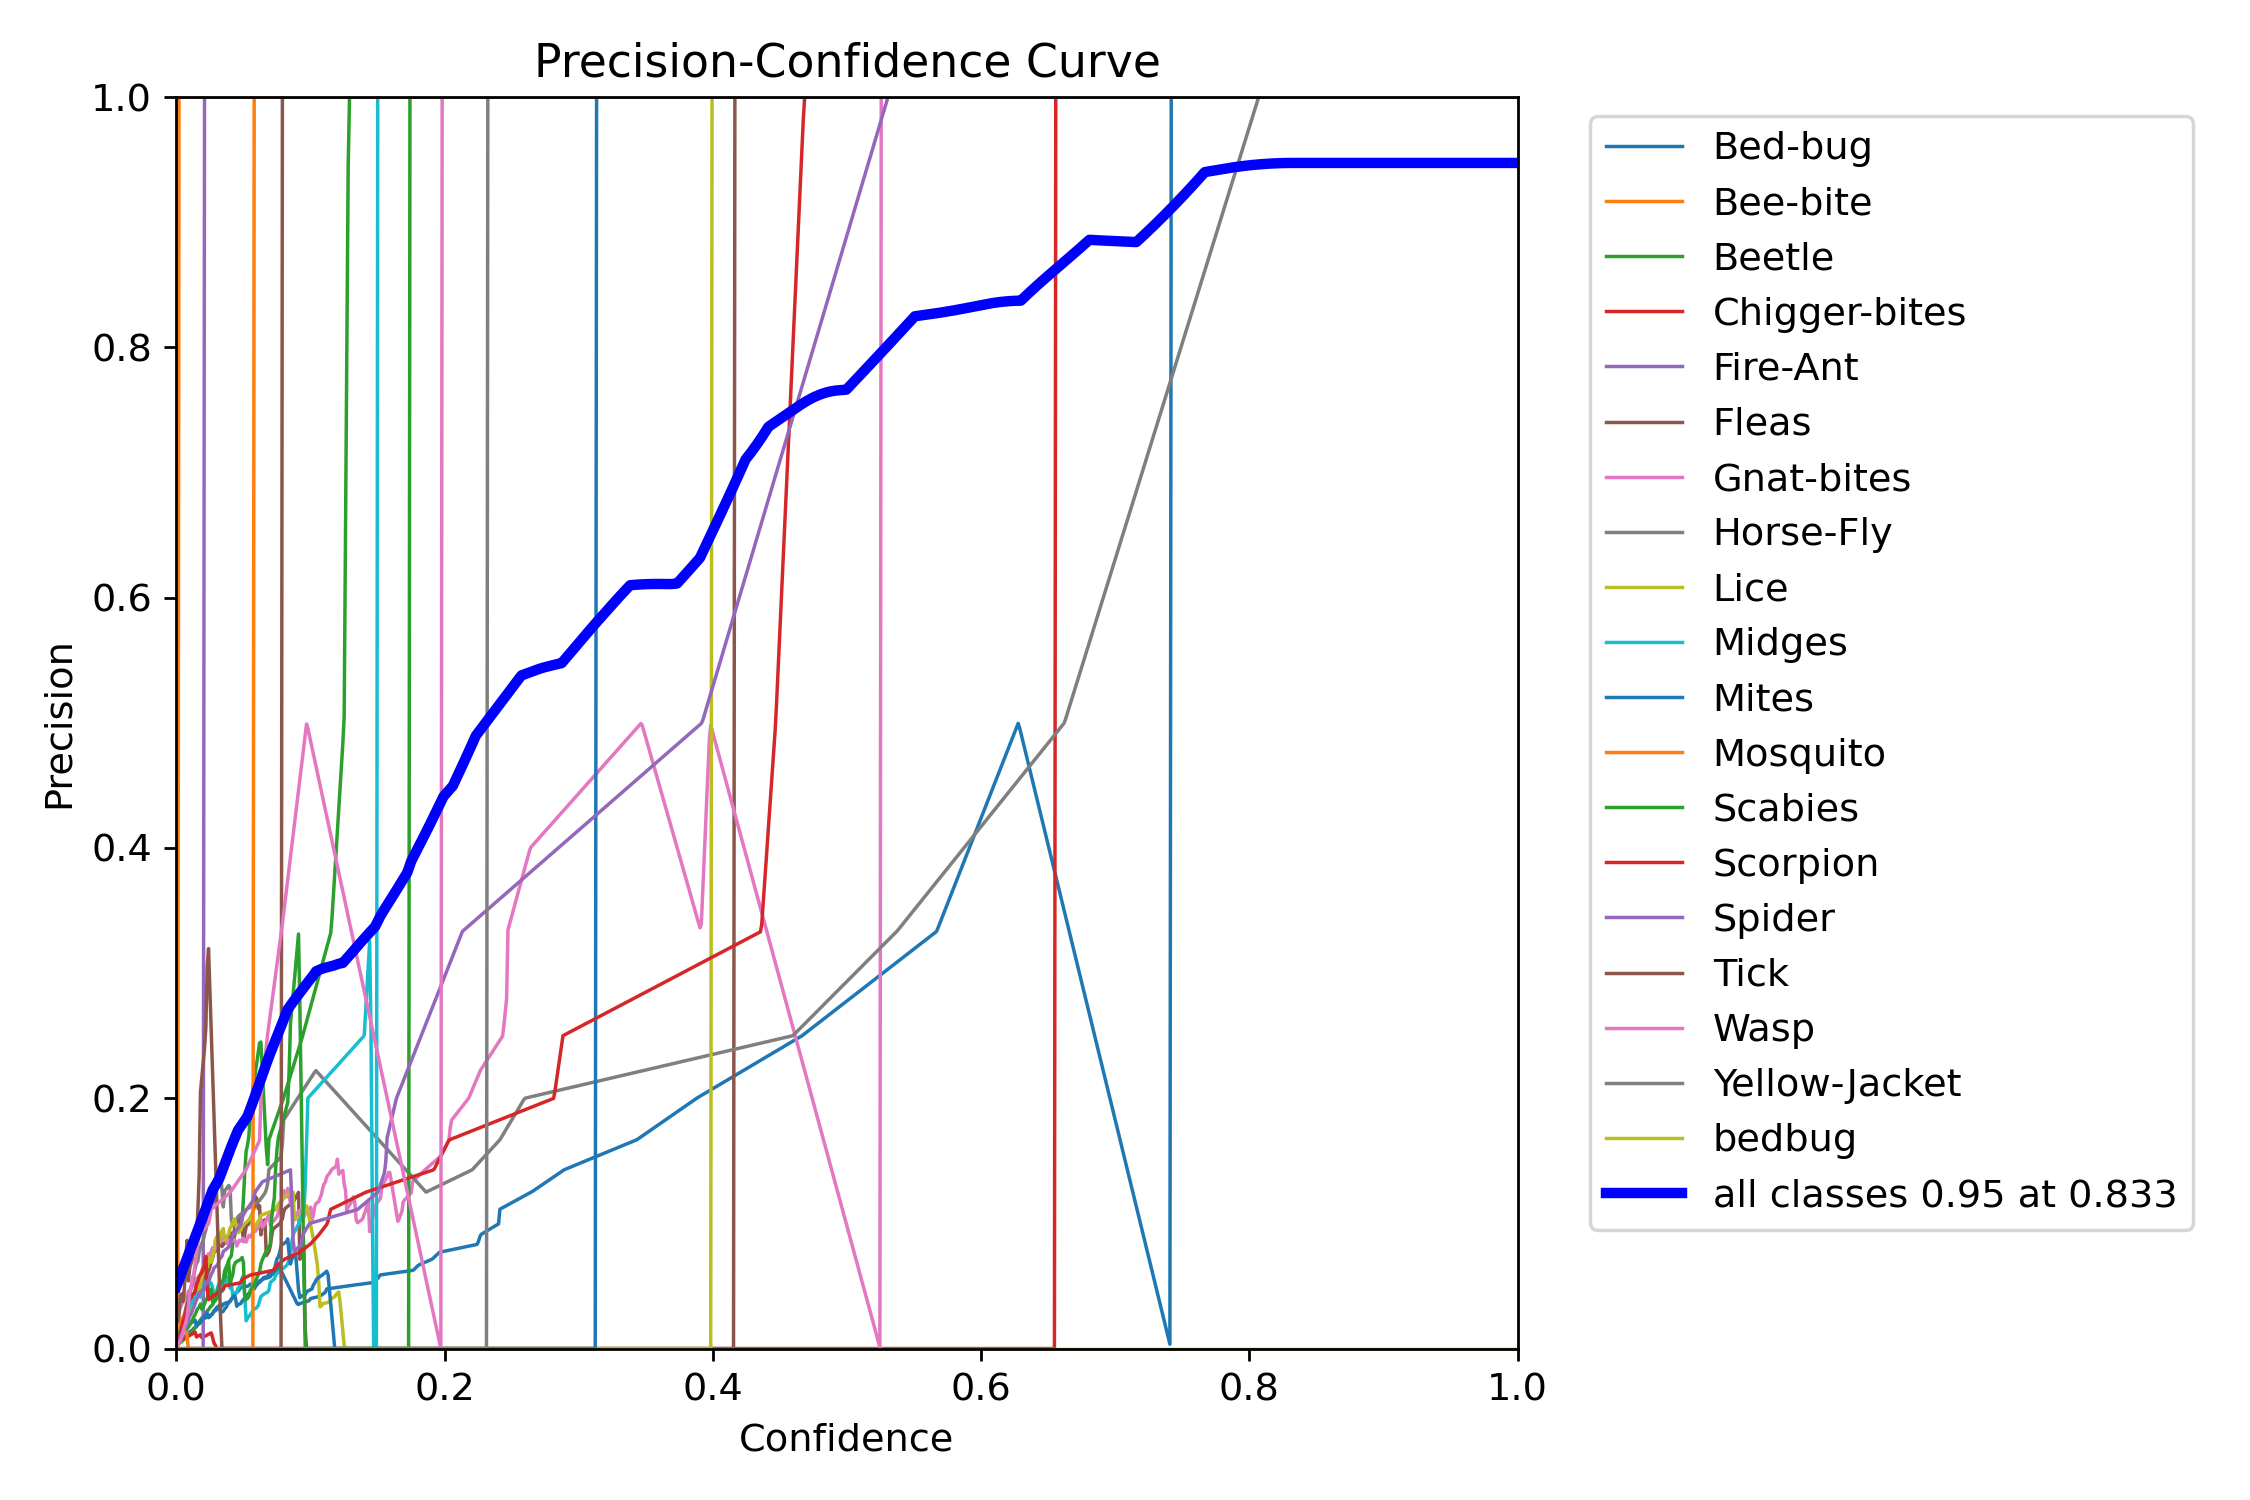 Precision-Confidence Curve
1.0
0.8
0.6
0.4
0.2
0.0
Precision
0.0 0.2 0.4 0.6 0.8 1.0
Confidence
Bed-bug
Bee-bite
Beetle
Chigger-bites
Fire-Ant
Fleas
Gnat-bites
Horse-Fly
Lice
Midges
Mites
Mosquito
Scabies
Scorpion
Spider
Tick
Wasp
Yellow-Jacket
bedbug
all classes 0.95 at 0.833